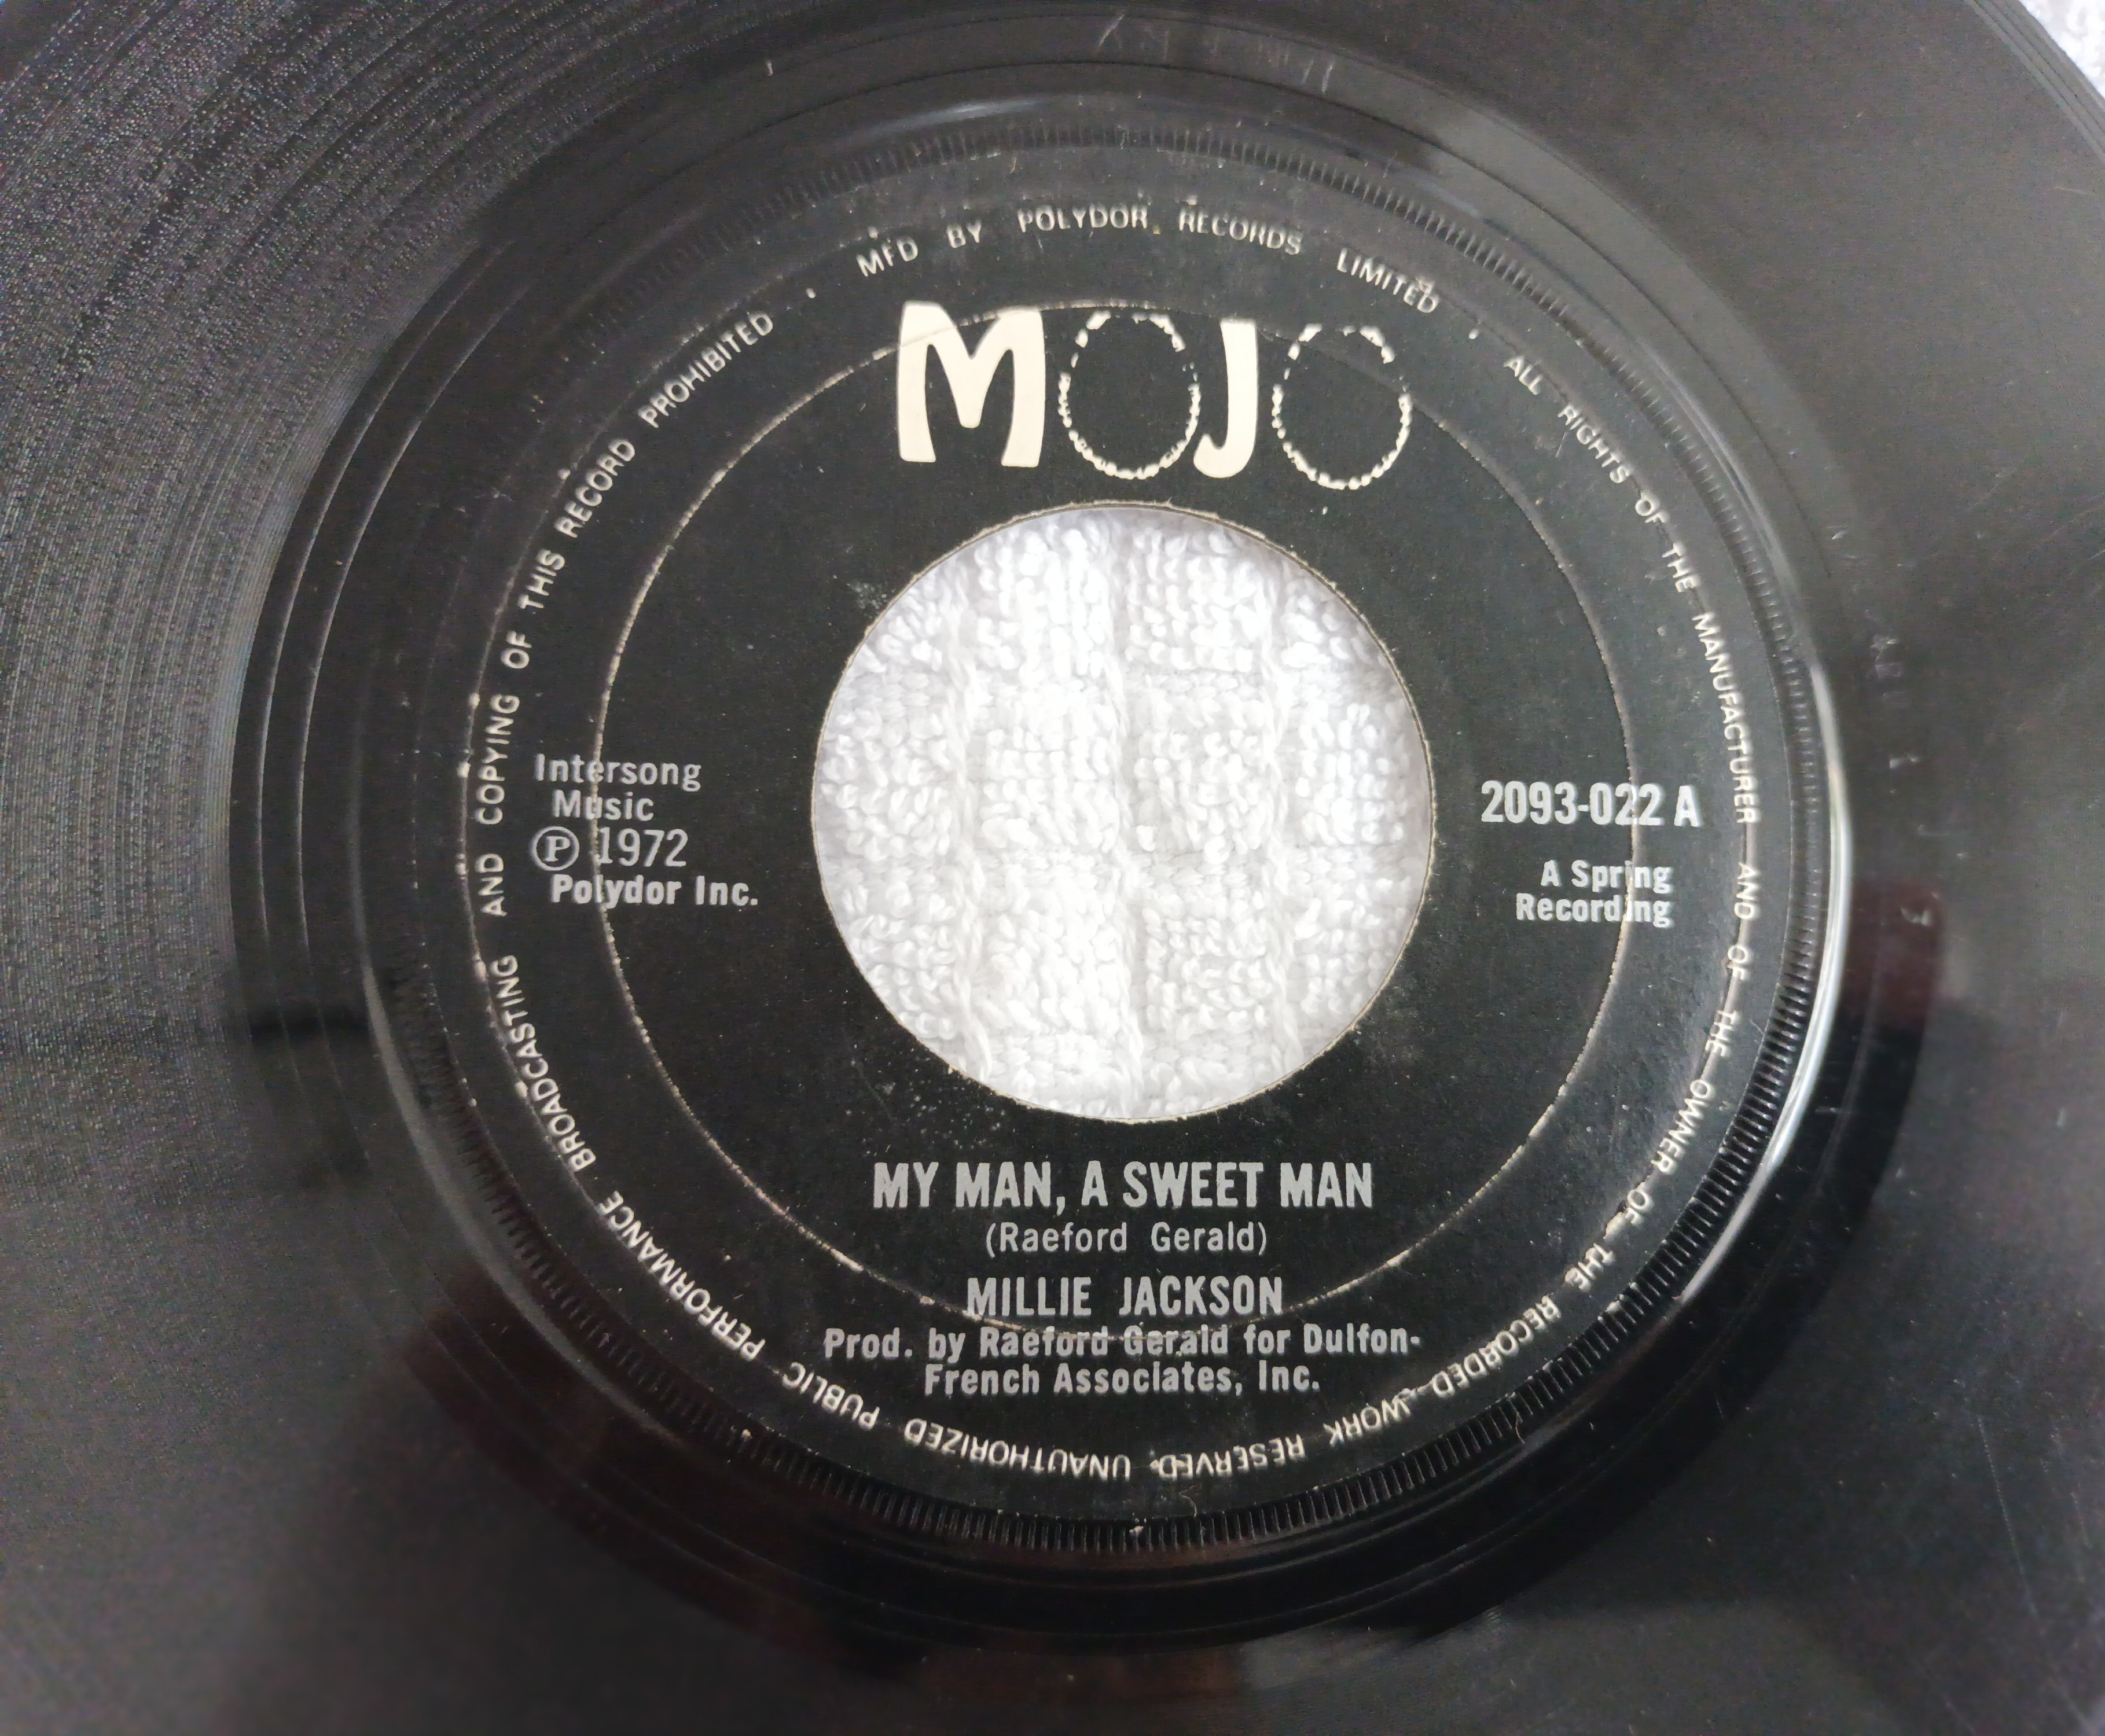 MFD BY POLYDOR RECORDS LIMITED · ALL RIGHTS OF THE MANUFACTURER AND OF THE OWNER OF THE RECORDED WORK RESERVED. UNAUTHORIZED PUBLIC PERFORMANCE BROADCASTING AND COPYING OF THIS RECORD PROHIBITED ·
MOJO
Intersong
Music
℗ 1972
Polydor Inc.
2093-022 A
A Spring
Recording
MY MAN, A SWEET MAN
(Raeford Gerald)
MILLIE JACKSON
Prod. by Raeford Gerald for Dulfon-
French Associates, Inc.